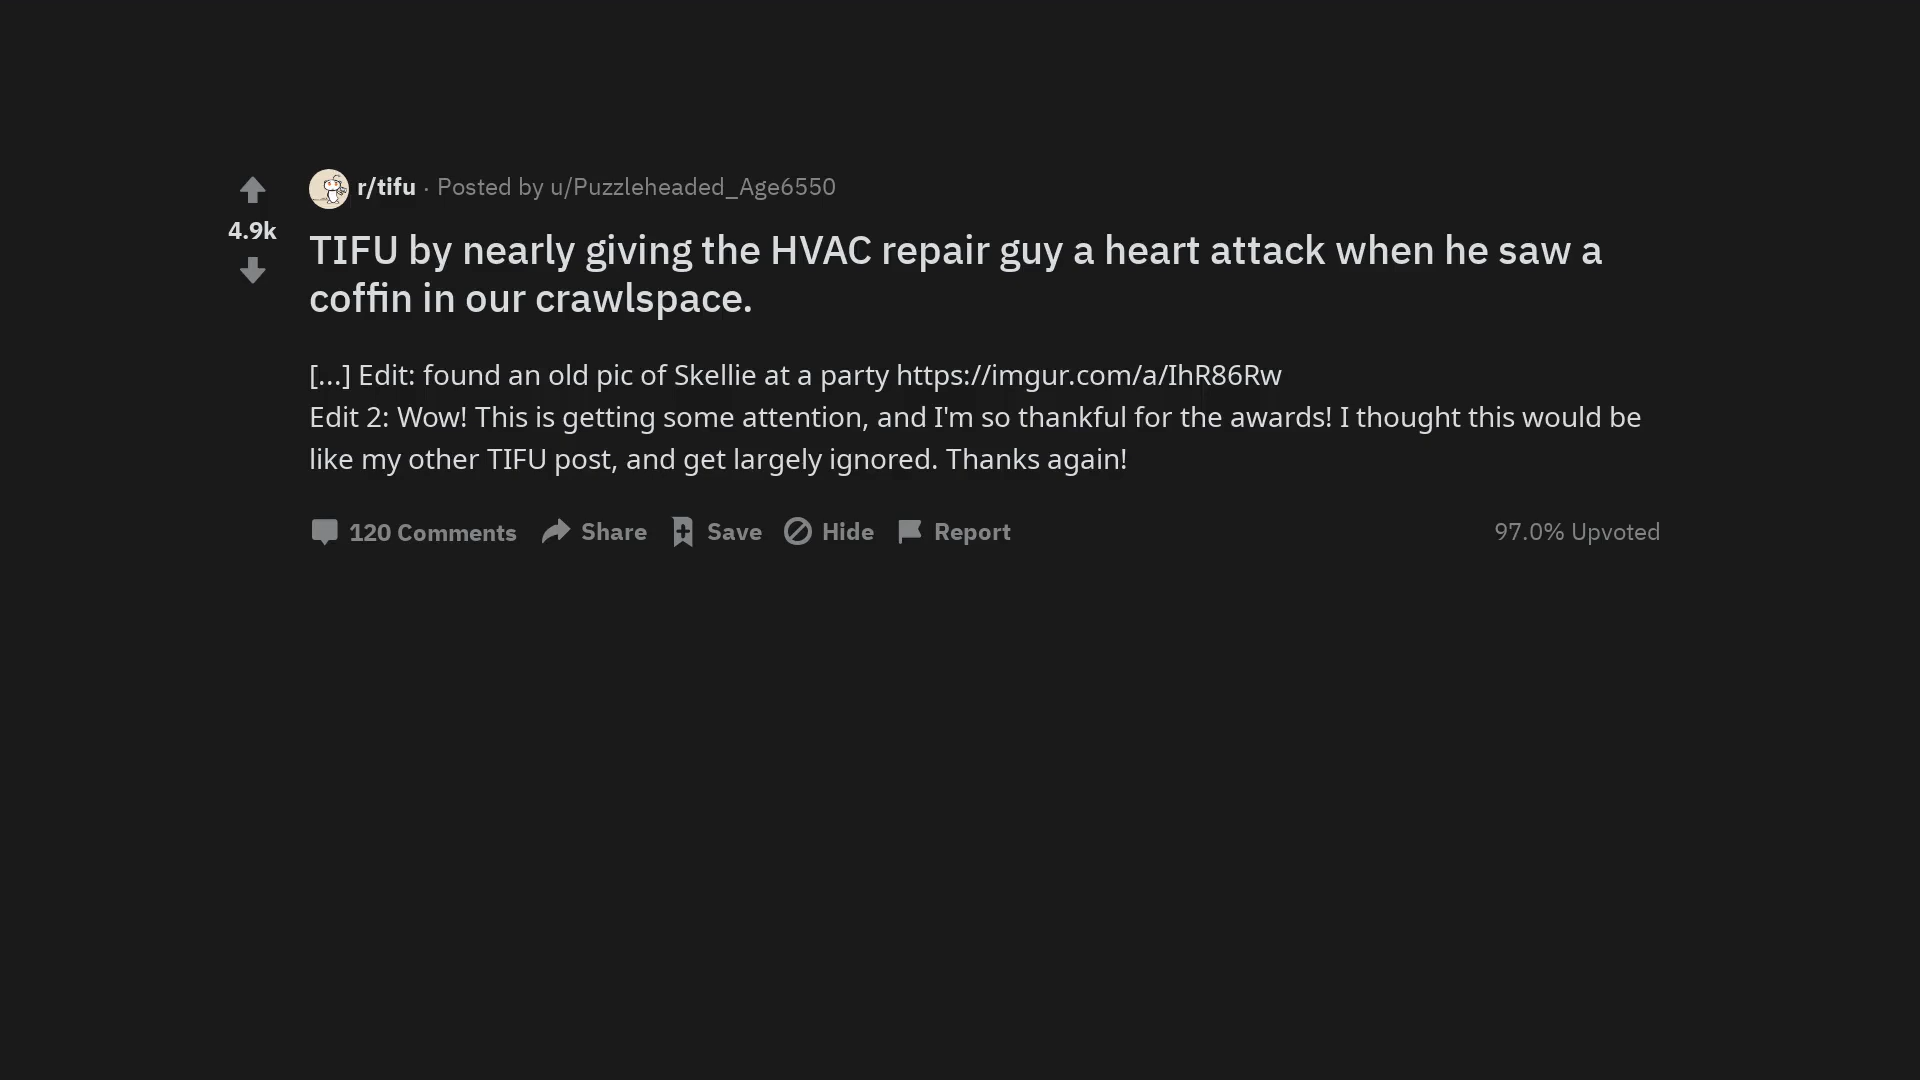 r/tifu · Posted by u/Puzzleheaded_Age6550
4.9k
TIFU by nearly giving the HVAC repair guy a heart attack when he saw a
coffin in our crawlspace.
[...] Edit: found an old pic of Skellie at a party https://imgur.com/a/IhR86Rw
Edit 2: Wow! This is getting some attention, and I'm so thankful for the awards! I thought this would be
like my other TIFU post, and get largely ignored. Thanks again!
120 Comments Share Save Hide Report 97.0% Upvoted